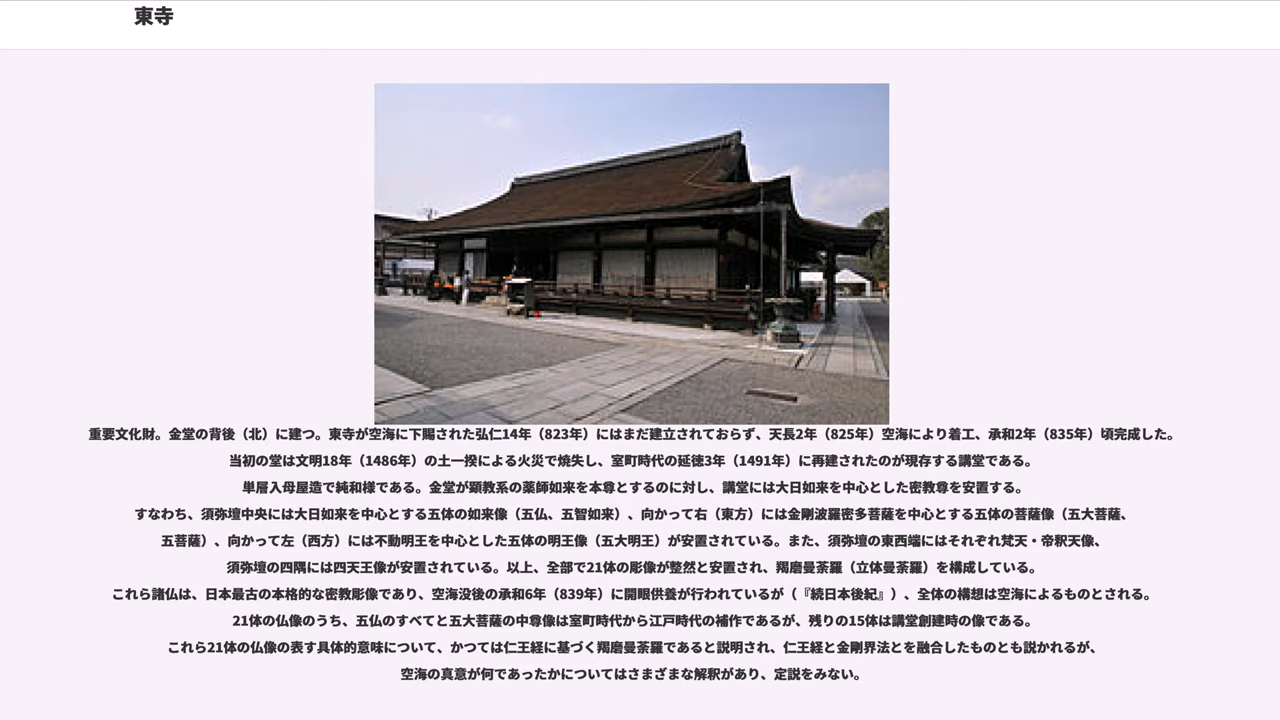 東寺
重要文化財。金堂の背後（北）に建つ。東寺が空海に下賜された弘仁14年（823年）にはまだ建立されておらず、天長2年（825年）空海により着工、承和2年（835年）頃完成した。
当初の堂は文明18年（1486年）の土一揆による火災で焼失し、室町時代の延徳3年（1491年）に再建されたのが現存する講堂である。
単層入母屋造で純和様である。金堂が顕教系の薬師如来を本尊とするのに対し、講堂には大日如来を中心とした密教尊を安置する。
すなわち、須弥壇中央には大日如来を中心とする五体の如来像（五仏、五智如来）、向かって右（東方）には金剛波羅密多菩薩を中心とする五体の菩薩像（五大菩薩、
五菩薩）、向かって左（西方）には不動明王を中心とした五体の明王像（五大明王）が安置されている。また、須弥壇の東西端にはそれぞれ梵天・帝釈天像、
須弥壇の四隅には四天王像が安置されている。以上、全部で21体の彫像が整然と安置され、羯磨曼荼羅（立体曼荼羅）を構成している。
これら諸仏は、日本最古の本格的な密教彫像であり、空海没後の承和6年（839年）に開眼供養が行われているが（『続日本後紀』）、全体の構想は空海によるものとされる。
21体の仏像のうち、五仏のすべてと五大菩薩の中尊像は室町時代から江戸時代の補作であるが、残りの15体は講堂創建時の像である。
これら21体の仏像の表す具体的意味について、かつては仁王経に基づく羯磨曼荼羅であると説明され、仁王経と金剛界法とを融合したものとも説かれるが、
空海の真意が何であったかについてはさまざまな解釈があり、定説をみない。